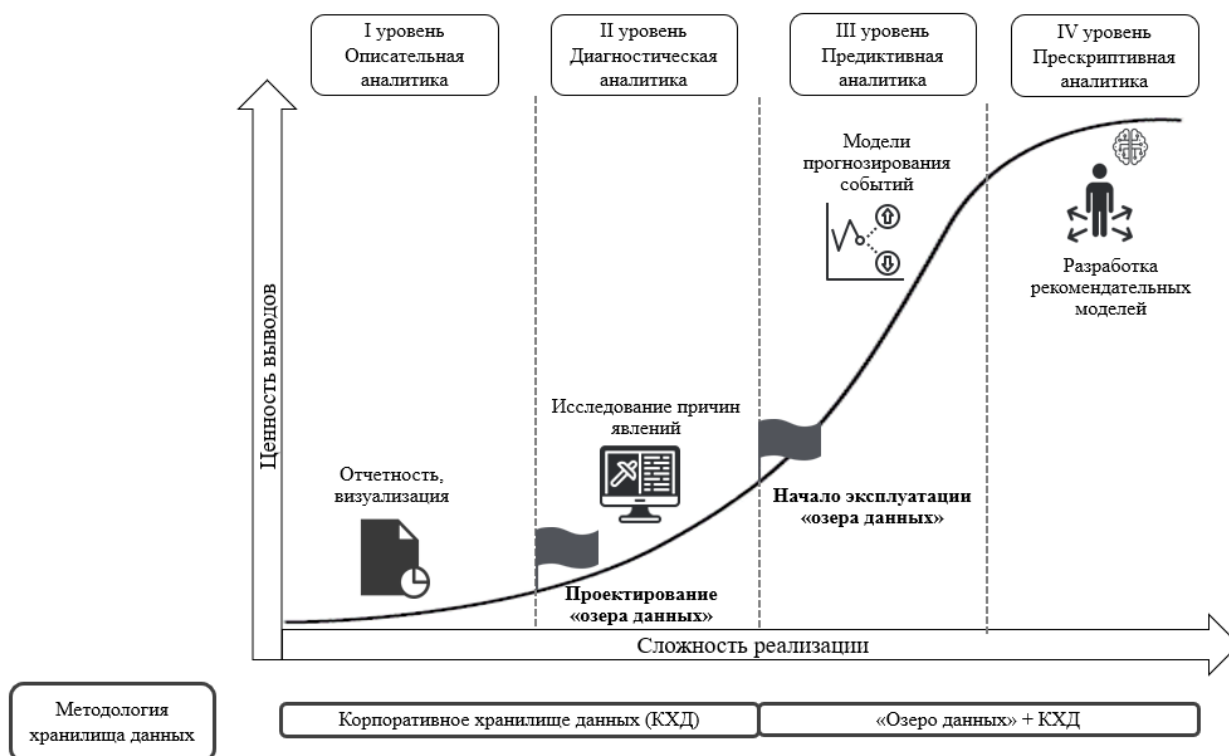 I уровень
Описательная
аналитика
II уровень
Диагностическая
аналитика
III уровень
Предиктивная
аналитика
IV уровень
Прескриптивная
аналитика
Ценность выводов
Модели
прогнозирования
событий
Разработка
рекомендательных
моделей
Исследование причин
явлений
Отчетность,
визуализация
Начало эксплуатации
«озера данных»
Проектирование
«озера данных»
Сложность реализации
Методология
хранилища данных
Корпоративное хранилище данных (КХД)
«Озеро данных» + КХД